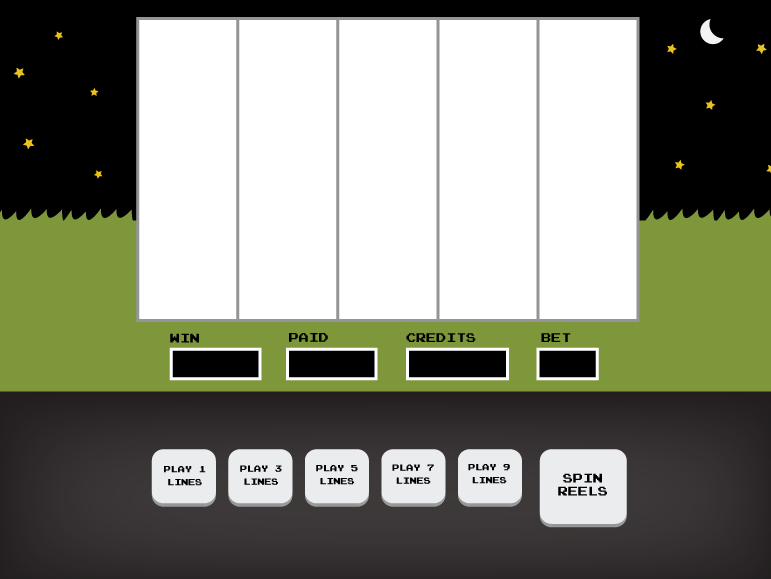 WIN PAID CREDITS BET
PLAY 1 LINES
PLAY 3 LINES
PLAY 5 LINES
PLAY 7 LINES
PLAY 9 LINES
SPIN REELS